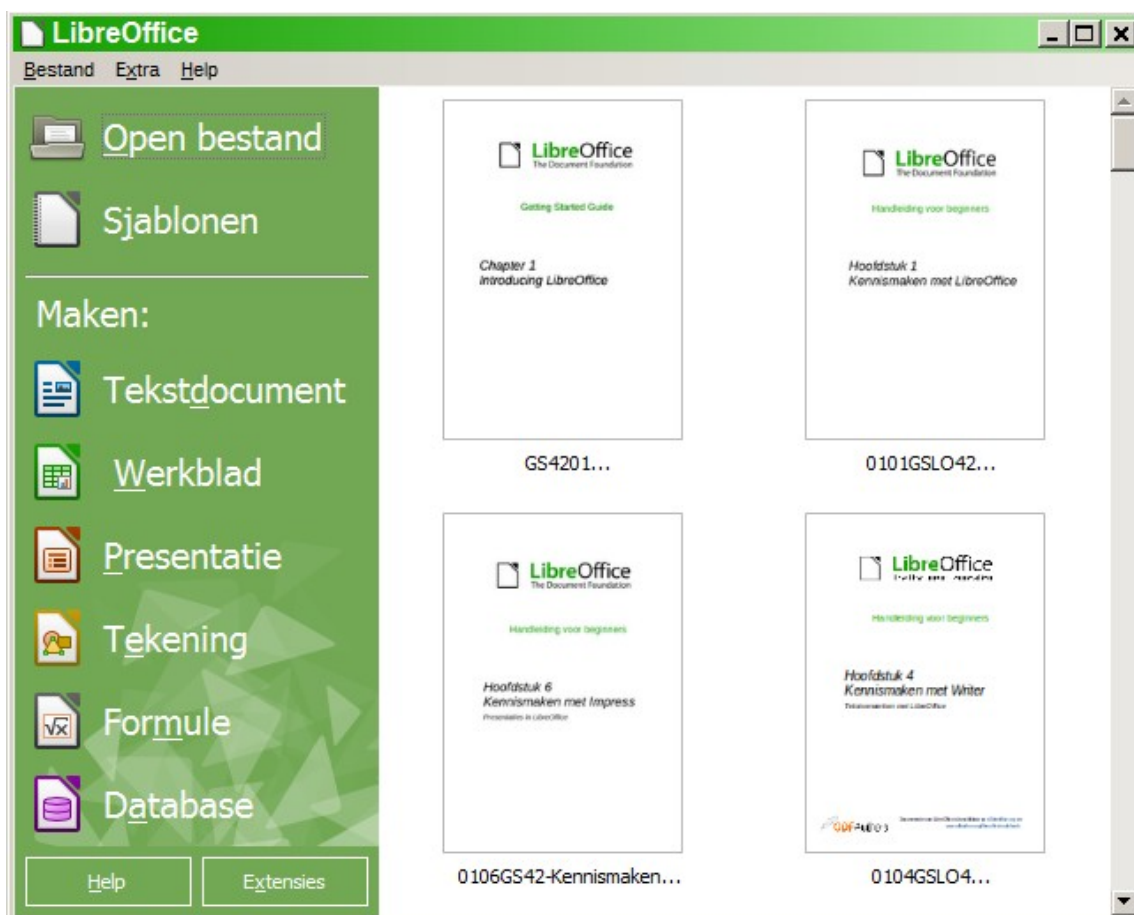 LibreOffice
Bestand Extra Help
Open bestand
Sjablonen
Maken:
Tekstdocument
Werkblad
Presentatie
Tekening
Formule
Database
Help Extensies
LibreOffice
The Document Foundation
Getting Started Guide
Chapter 1
Introducing LibreOffice
GS4201...
LibreOffice
The Document Foundation
Handleiding voor beginners
Hoofdstuk 1
Kennismaken met LibreOffice
0101GSLO42...
LibreOffice
The Document Foundation
Handleiding voor beginners
Hoofdstuk 6
Kennismaken met Impress
Presentaties in LibreOffice
0106GS42-Kennismaken...
LibreOffice
Handleiding voor beginners
Hoofdstuk 4
Kennismaken met Writer
0104GSLO4...